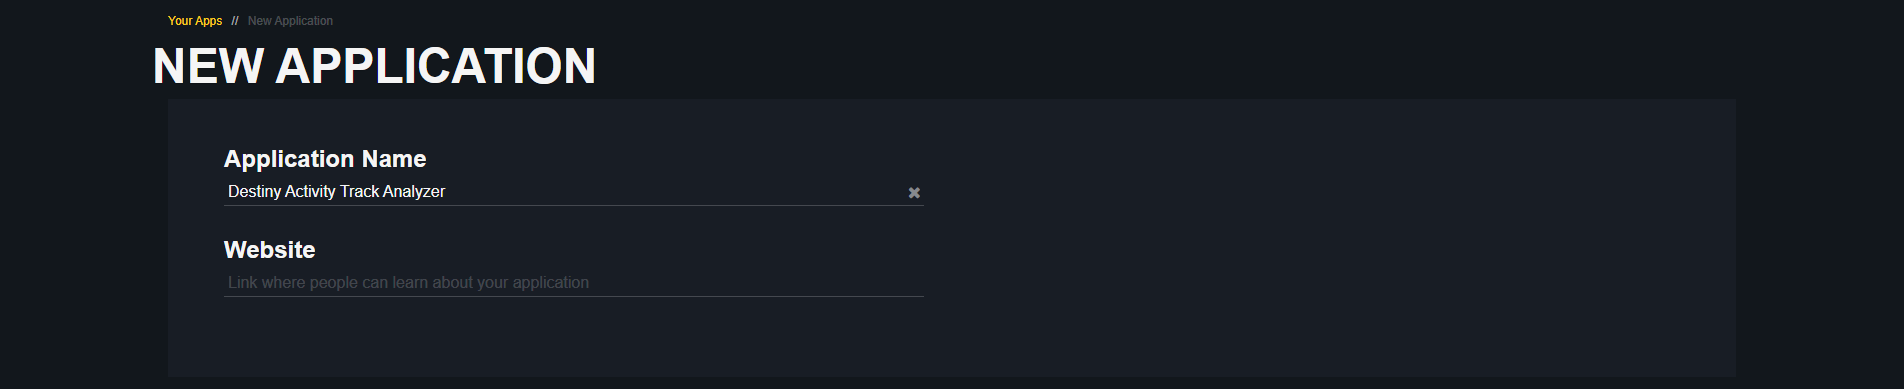 Your Apps // New Application
NEW APPLICATION
Application Name
Destiny Activity Track Analyzer
Website
Link where people can learn about your application